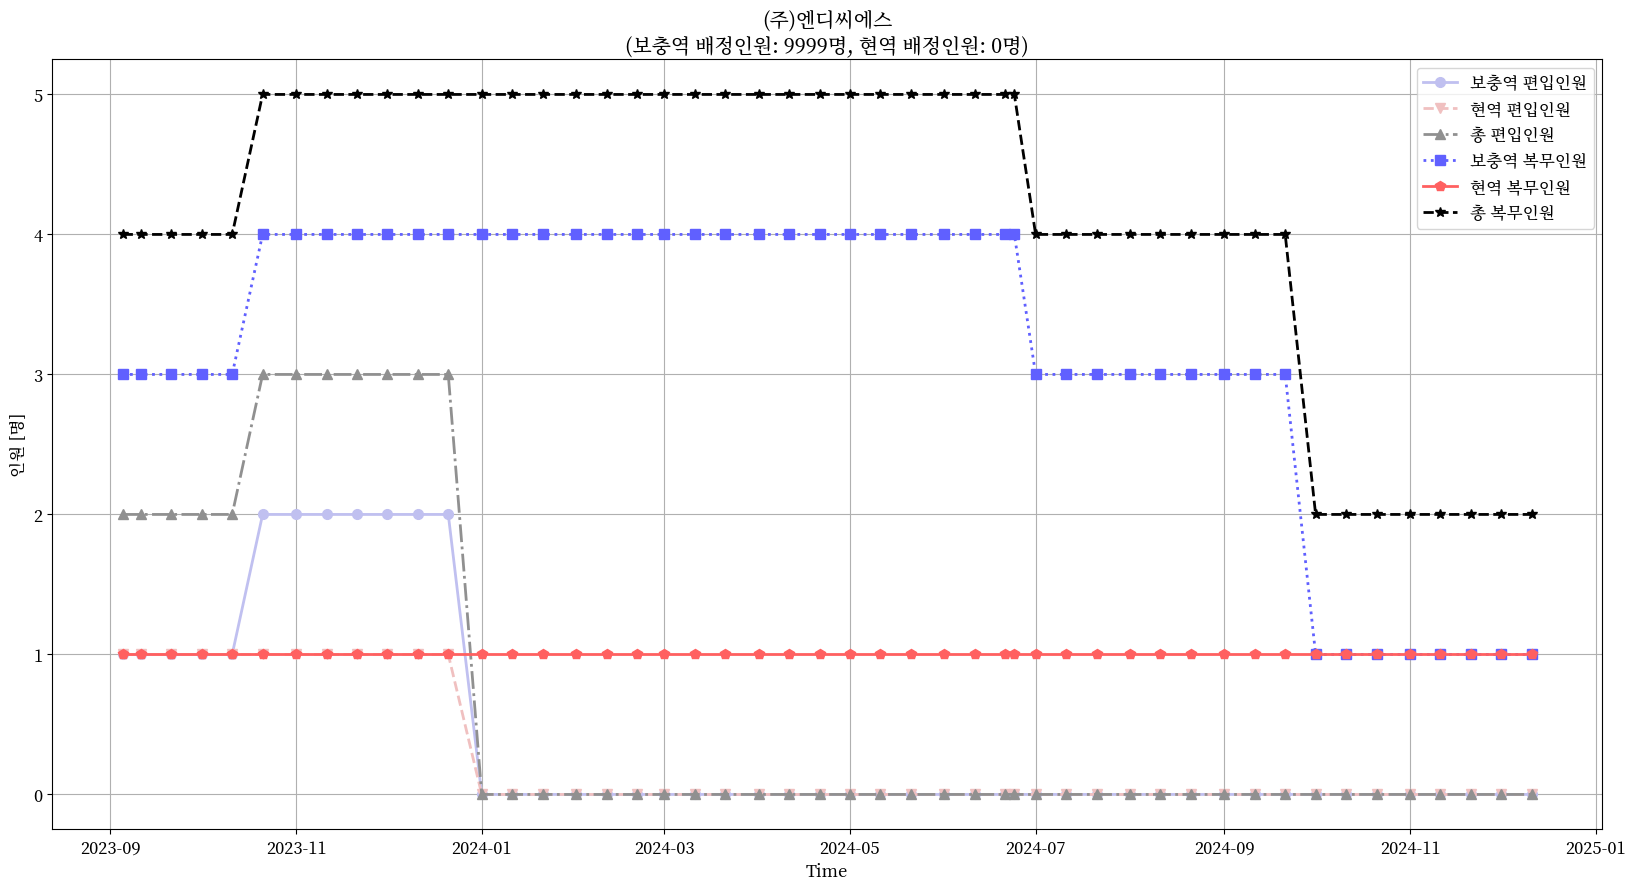 (주)엔디씨에스
(보충역 배정인원: 9999명, 현역 배정인원: 0명)
보충역 편입인원
현역 편입인원
총 편입인원
보충역 복무인원
현역 복무인원
총 복무인원
인원 [명]
5
4
3
2
1
0
2023-09
2023-11
2024-01
2024-03
2024-05
2024-07
2024-09
2024-11
2025-01
Time